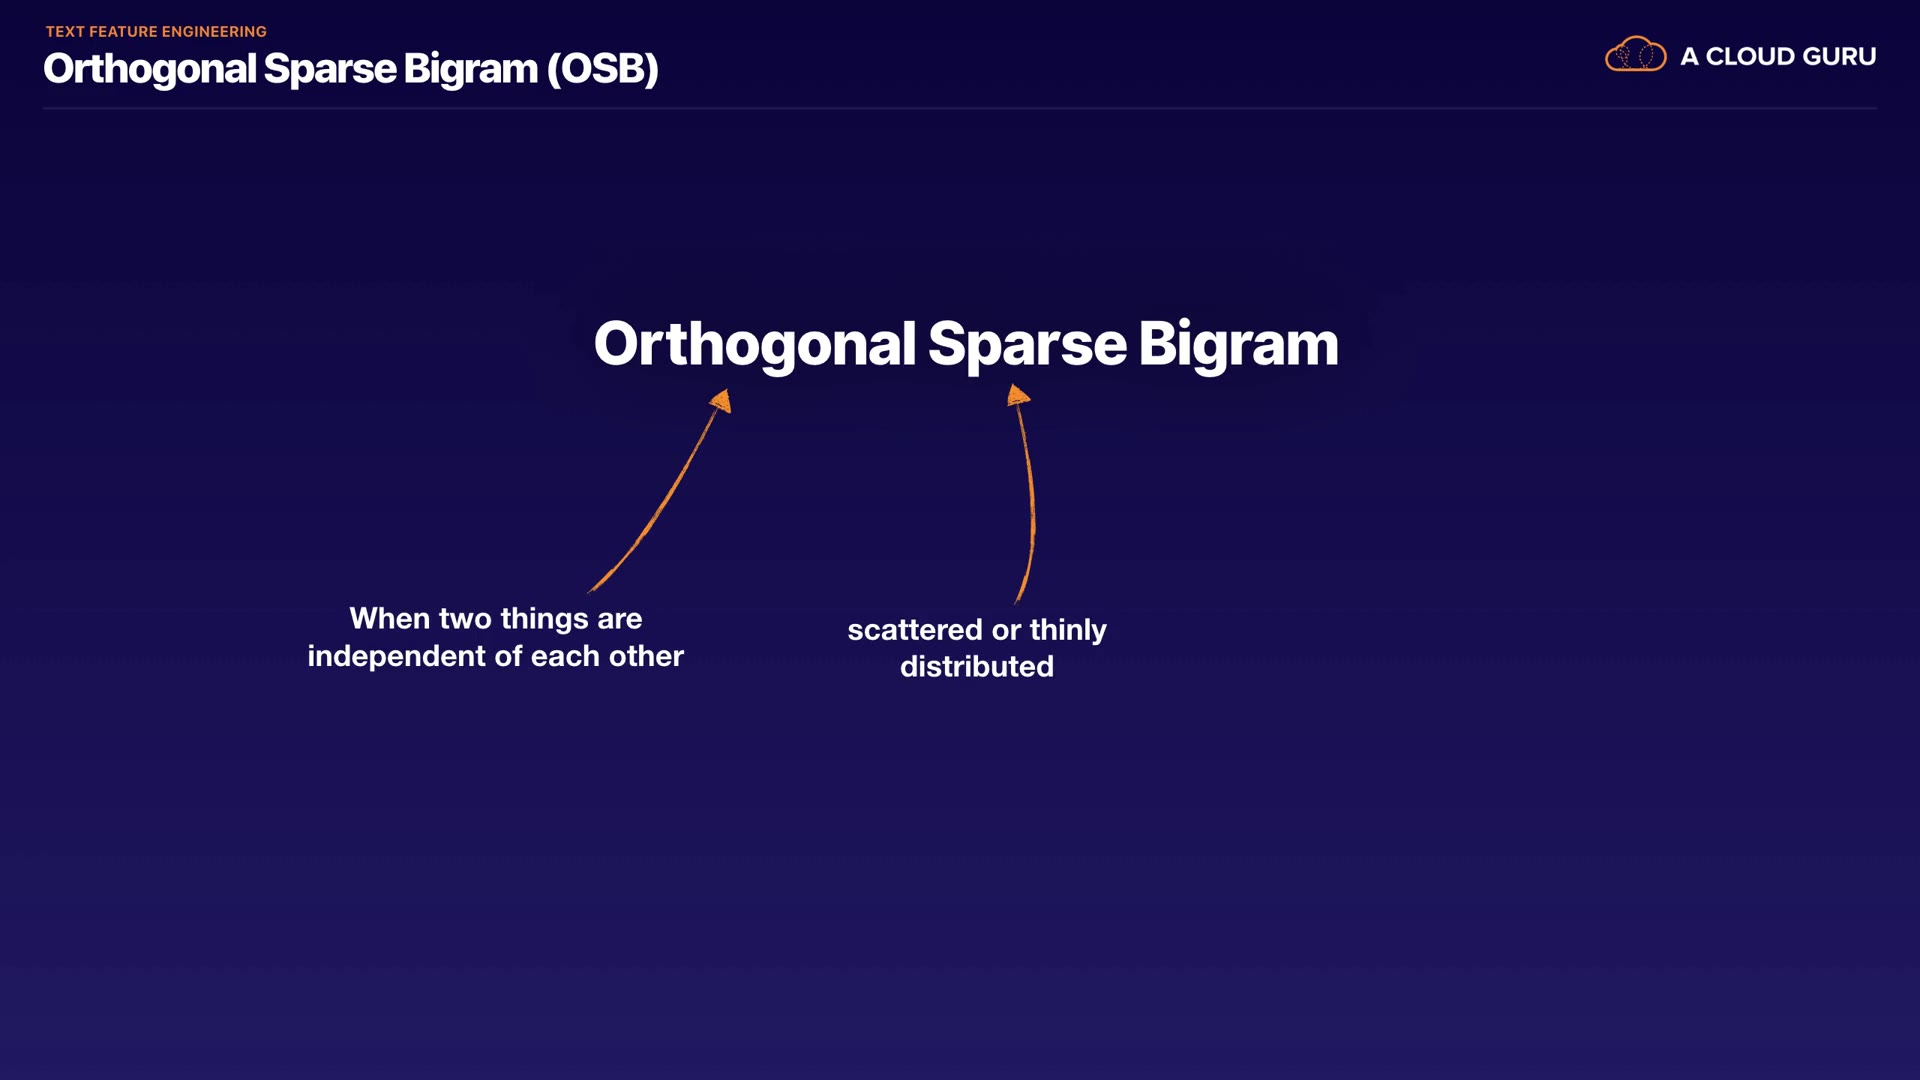 TEXT FEATURE ENGINEERING
Orthogonal Sparse Bigram (OSB)
A CLOUD GURU
Orthogonal Sparse Bigram
When two things are
independent of each other
scattered or thinly
distributed